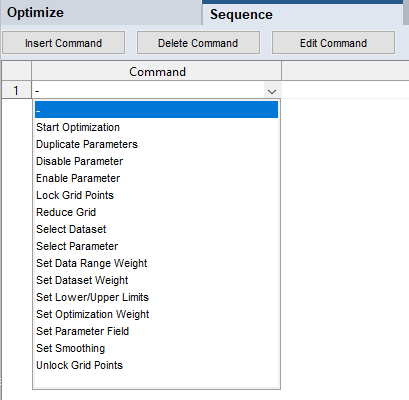 Optimize Sequence
Insert Command Delete Command Edit Command
Command
1 -
-
Start Optimization
Duplicate Parameters
Disable Parameter
Enable Parameter
Lock Grid Points
Reduce Grid
Select Dataset
Select Parameter
Set Data Range Weight
Set Dataset Weight
Set Lower/Upper Limits
Set Optimization Weight
Set Parameter Field
Set Smoothing
Unlock Grid Points